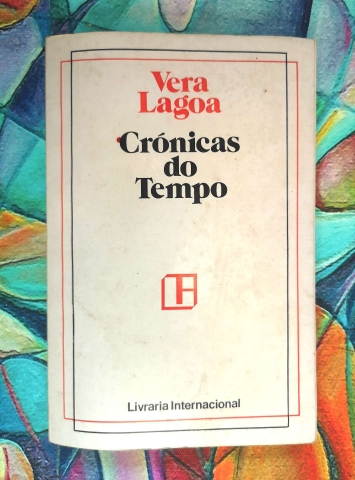 Vera
Lagoa
Crónicas
do
Tempo
Livraria Internacional